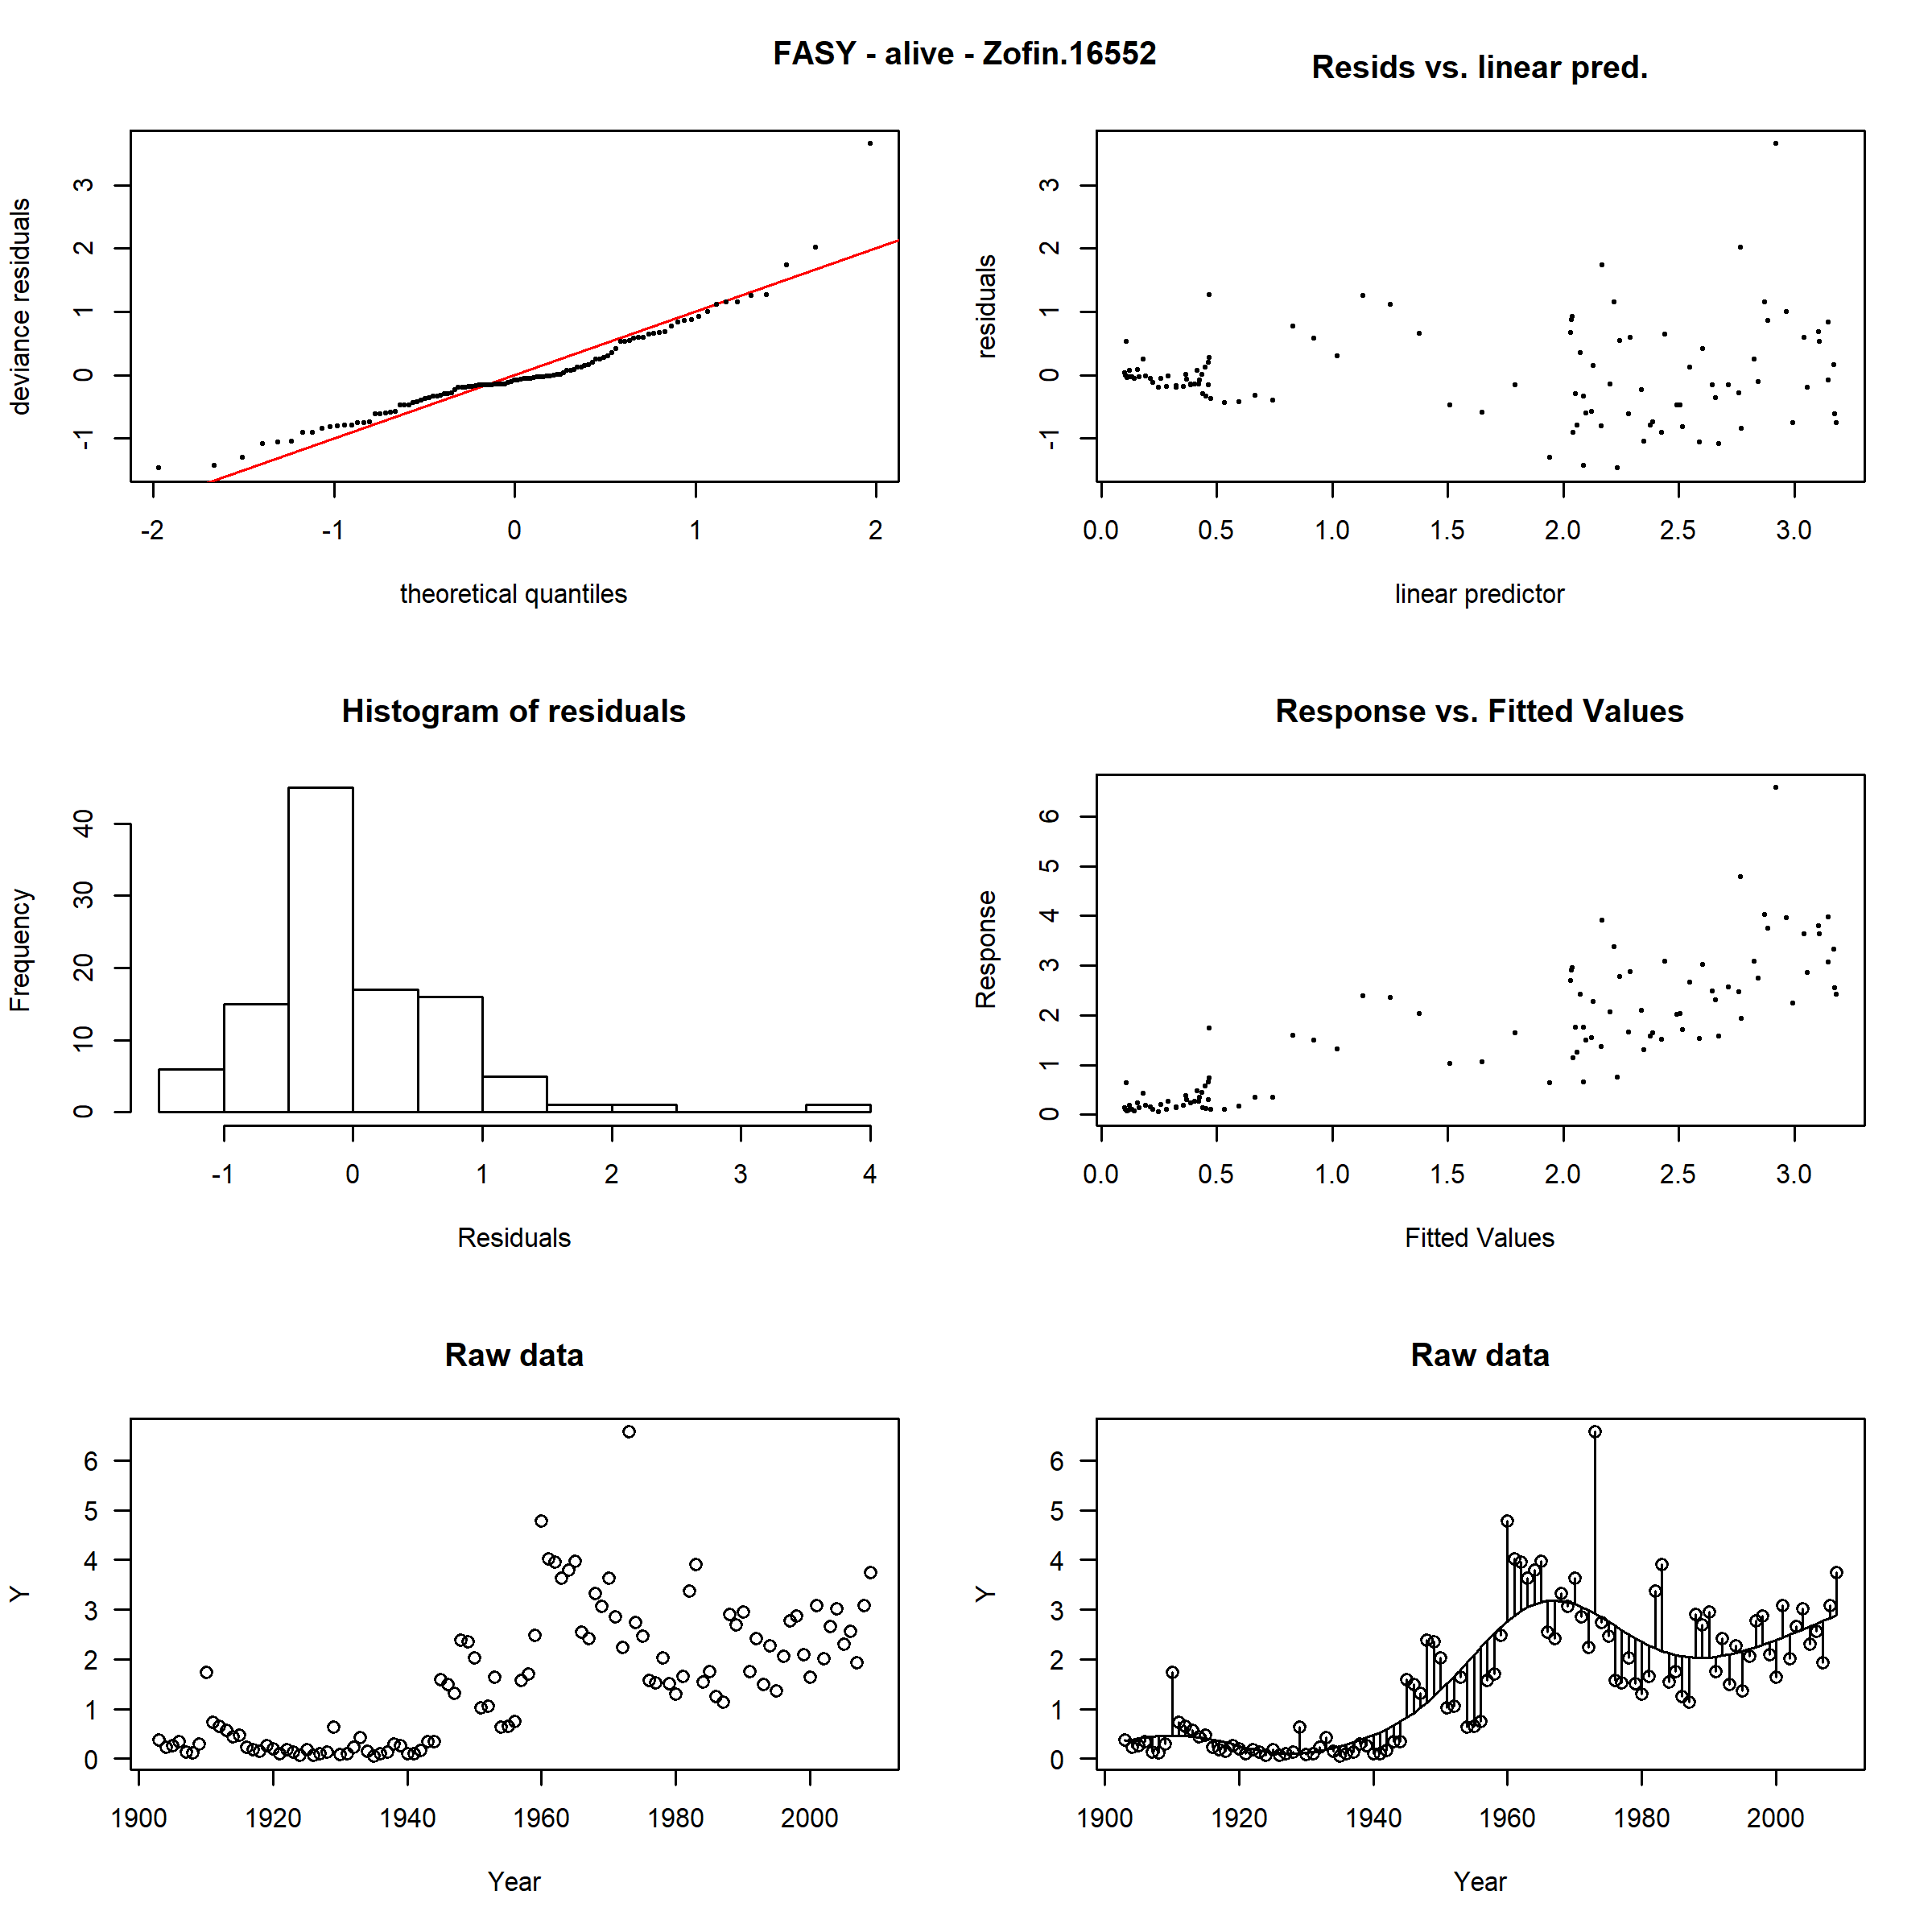 FASY - alive - Zofin.16552
Resids vs. linear pred.
deviance residuals
3
2
1
0
-1
-2 -1 0 1 2
theoretical quantiles
residuals
3
2
1
0
-1
0.0 0.5 1.0 1.5 2.0 2.5 3.0
linear predictor
Histogram of residuals
Frequency
40
30
20
10
0
-1 0 1 2 3 4
Residuals
Response vs. Fitted Values
Response
6
5
4
3
2
1
0
0.0 0.5 1.0 1.5 2.0 2.5 3.0
Fitted Values
Raw data
Y
6
5
4
3
2
1
0
1900 1920 1940 1960 1980 2000
Year
Raw data
Y
6
5
4
3
2
1
0
1900 1920 1940 1960 1980 2000
Year